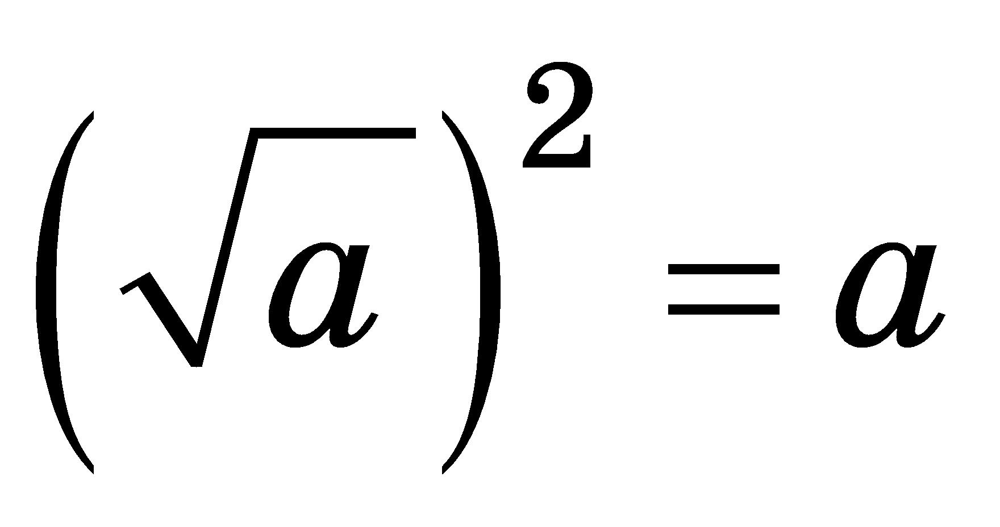 (√a)² = a